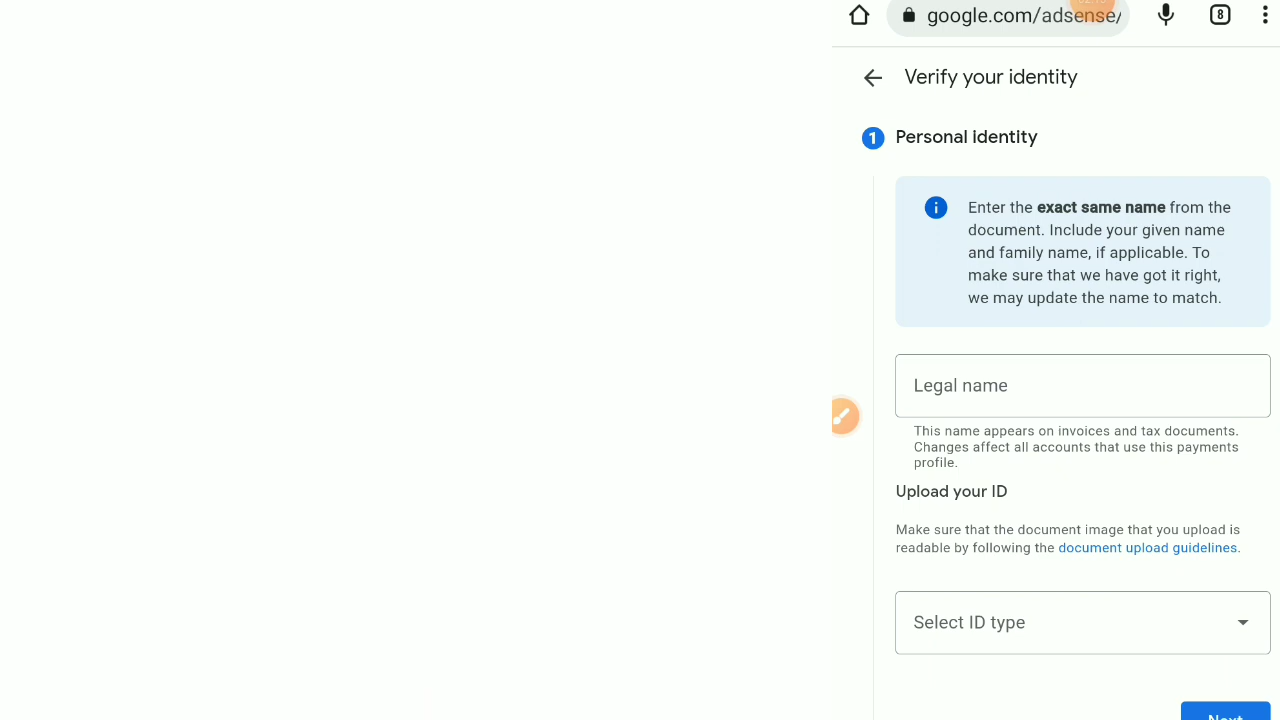 google.com/adsense/
8
Verify your identity
1 Personal identity
Enter the exact same name from the
document. Include your given name
and family name, if applicable. To
make sure that we have got it right,
we may update the name to match.
Legal name
This name appears on invoices and tax documents.
Changes affect all accounts that use this payments
profile.
Upload your ID
Make sure that the document image that you upload is
readable by following the document upload guidelines.
Select ID type
Next